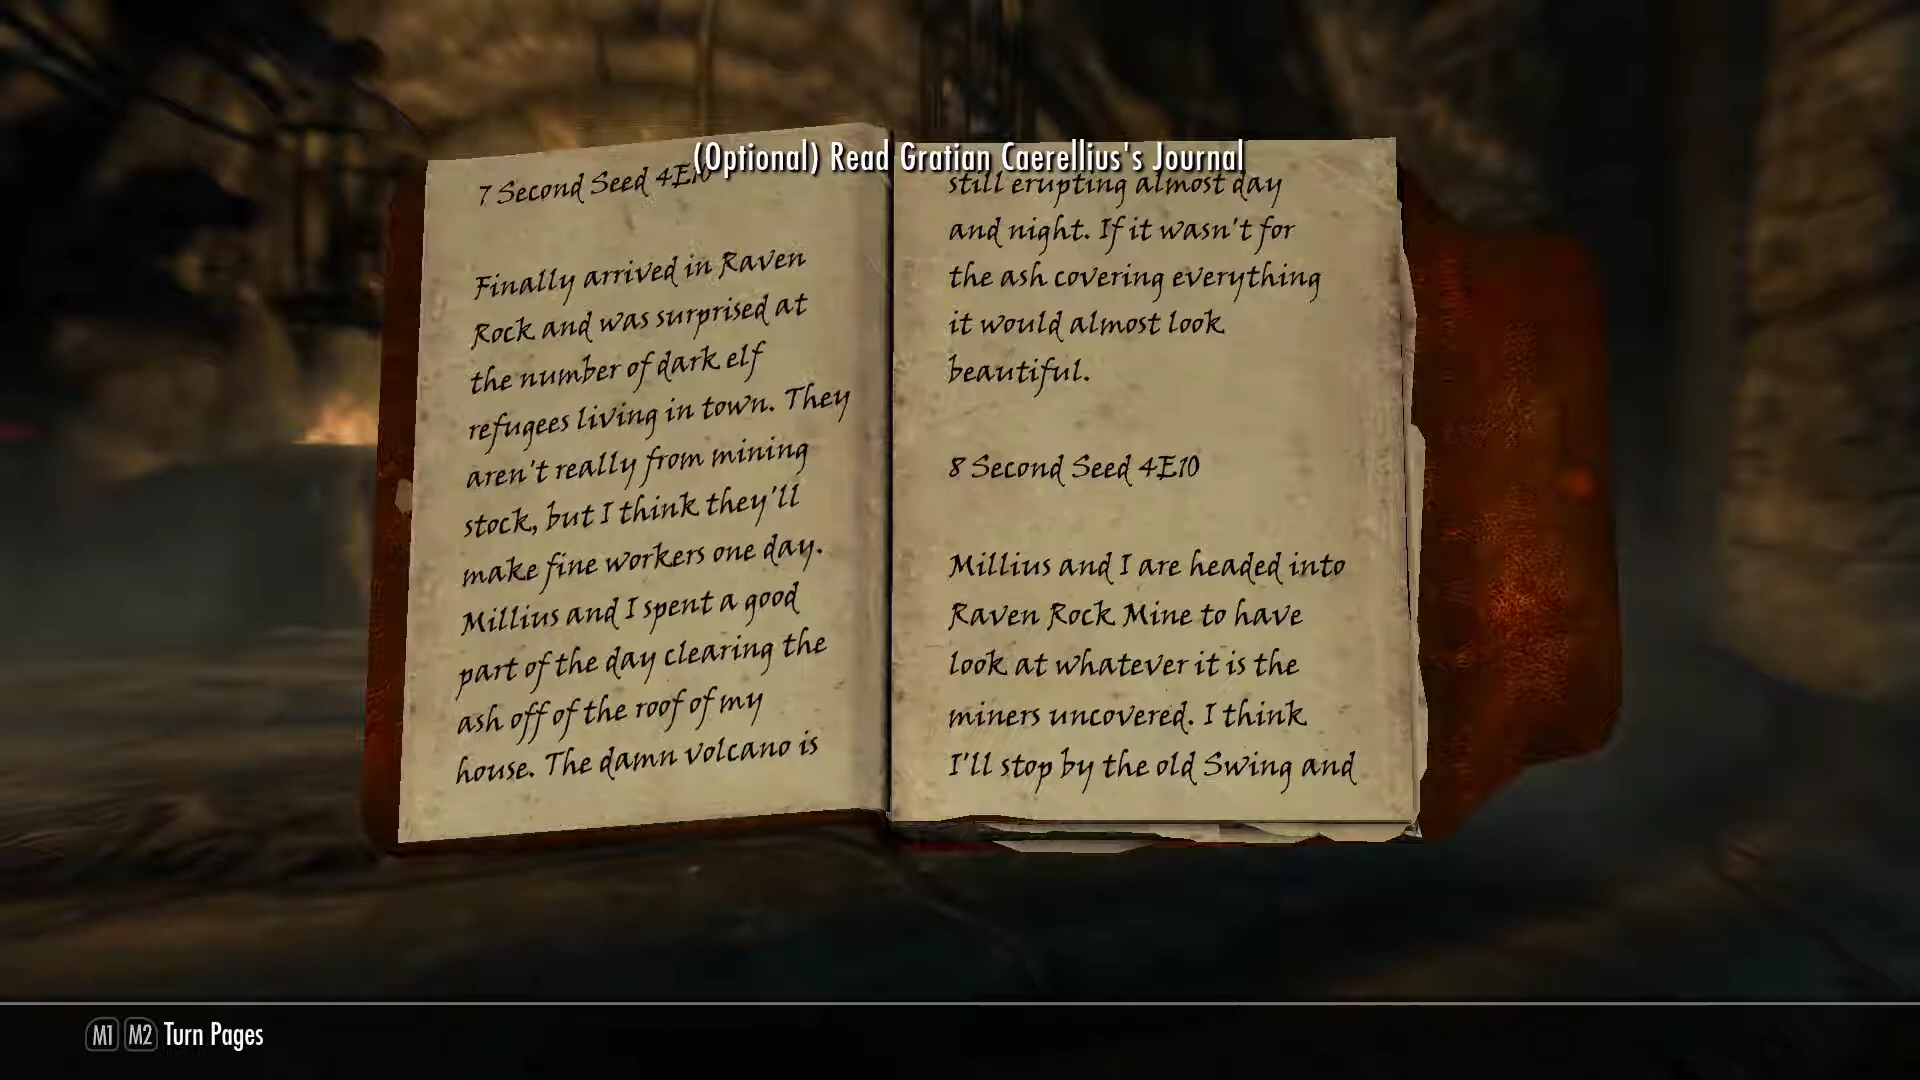 (Optional) Read Gratian Caerellius's Journal
7 Second Seed 4E10
Finally arrived in Raven
Rock and was surprised at
the number of dark elf
refugees living in town. They
aren't really from mining
stock, but I think they'll
make fine workers one day.
Millius and I spent a good
part of the day clearing the
ash off of the roof of my
house. The damn volcano is
still erupting almost day
and night. If it wasn't for
the ash covering everything
it would almost look
beautiful.
8 Second Seed 4E10
Millius and I are headed into
Raven Rock Mine to have
look at whatever it is the
miners uncovered. I think
I'll stop by the old Swing and
M1 M2 Turn Pages